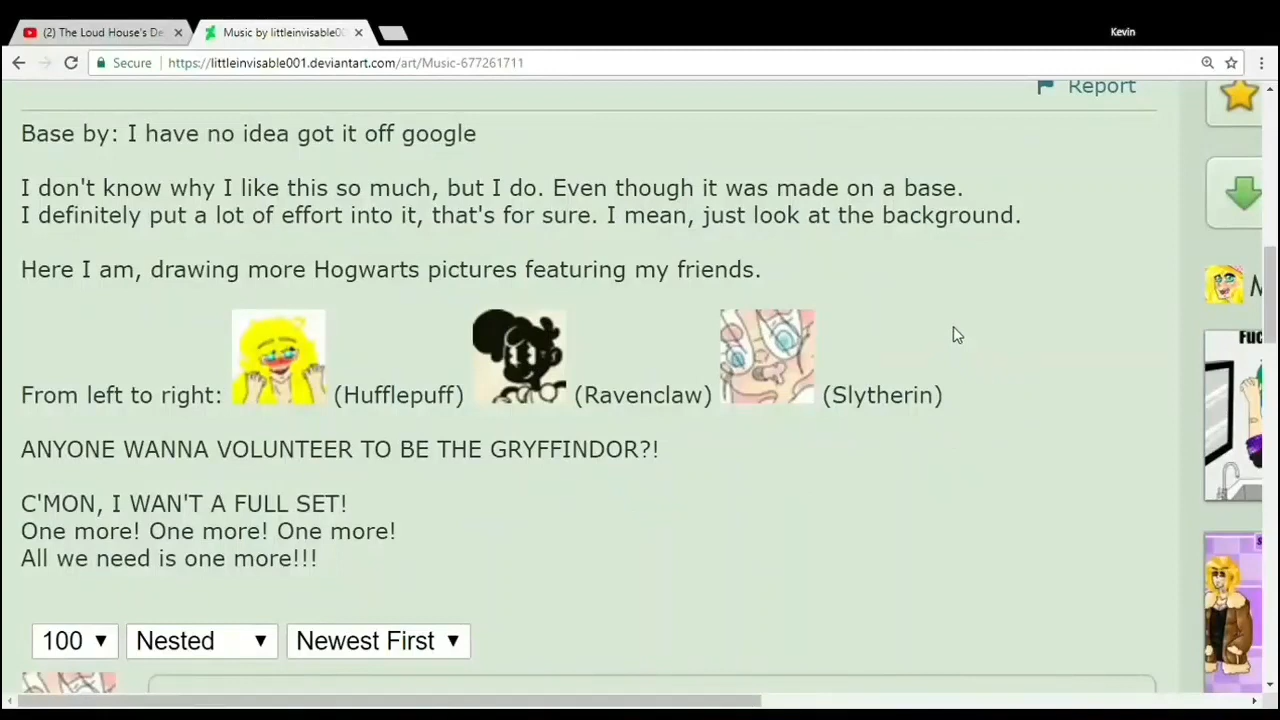 (2) The Loud House's De
Music by littleinvisable00
Kevin
Secure
https://littleinvisable001.deviantart.com/art/Music-677261711
Report
Base by: I have no idea got it off google
I don't know why I like this so much, but I do. Even though it was made on a base.
I definitely put a lot of effort into it, that's for sure. I mean, just look at the background.
Here I am, drawing more Hogwarts pictures featuring my friends.
From left to right: (Hufflepuff) (Ravenclaw) (Slytherin)
ANYONE WANNA VOLUNTEER TO BE THE GRYFFINDOR?!
C'MON, I WAN'T A FULL SET!
One more! One more! One more!
All we need is one more!!!
100 Nested Newest First